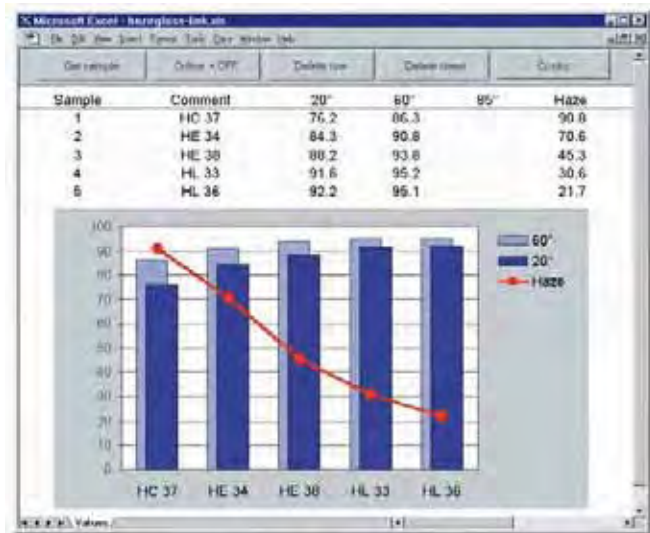 Microsoft Excel - hazegloss-link.xls
Get sample Online = OFF Delete row Delete sheet
Sample Comment 20° 60° 85° Haze
1 HC 37 76.2 86.3 90.8
2 HE 34 84.3 90.8 70.6
3 HE 38 88.2 93.8 45.3
4 HL 33 91.6 95.2 30.6
5 HL 36 92.2 95.1 21.7
100
90
80
70
60
50
40
30
20
10
0
60°
20°
Haze
HC 37 HE 34 HE 38 HL 33 HL 36
Values